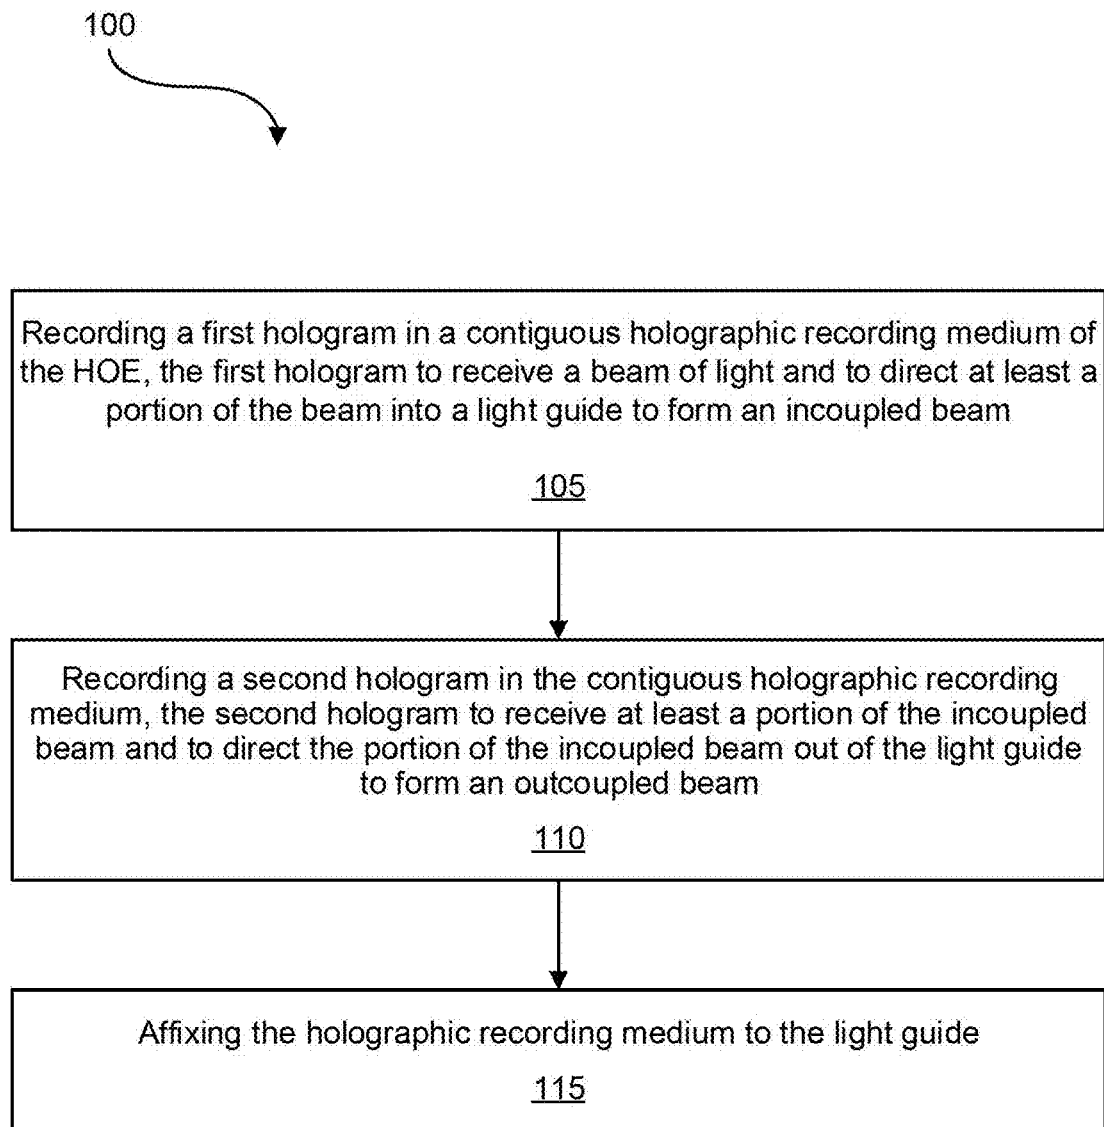 100
Recording a first hologram in a contiguous holographic recording medium of
the HOE, the first hologram to receive a beam of light and to direct at least a
portion of the beam into a light guide to form an incoupled beam
105
Recording a second hologram in the contiguous holographic recording
medium, the second hologram to receive at least a portion of the incoupled
beam and to direct the portion of the incoupled beam out of the light guide
to form an outcoupled beam
110
Affixing the holographic recording medium to the light guide
115